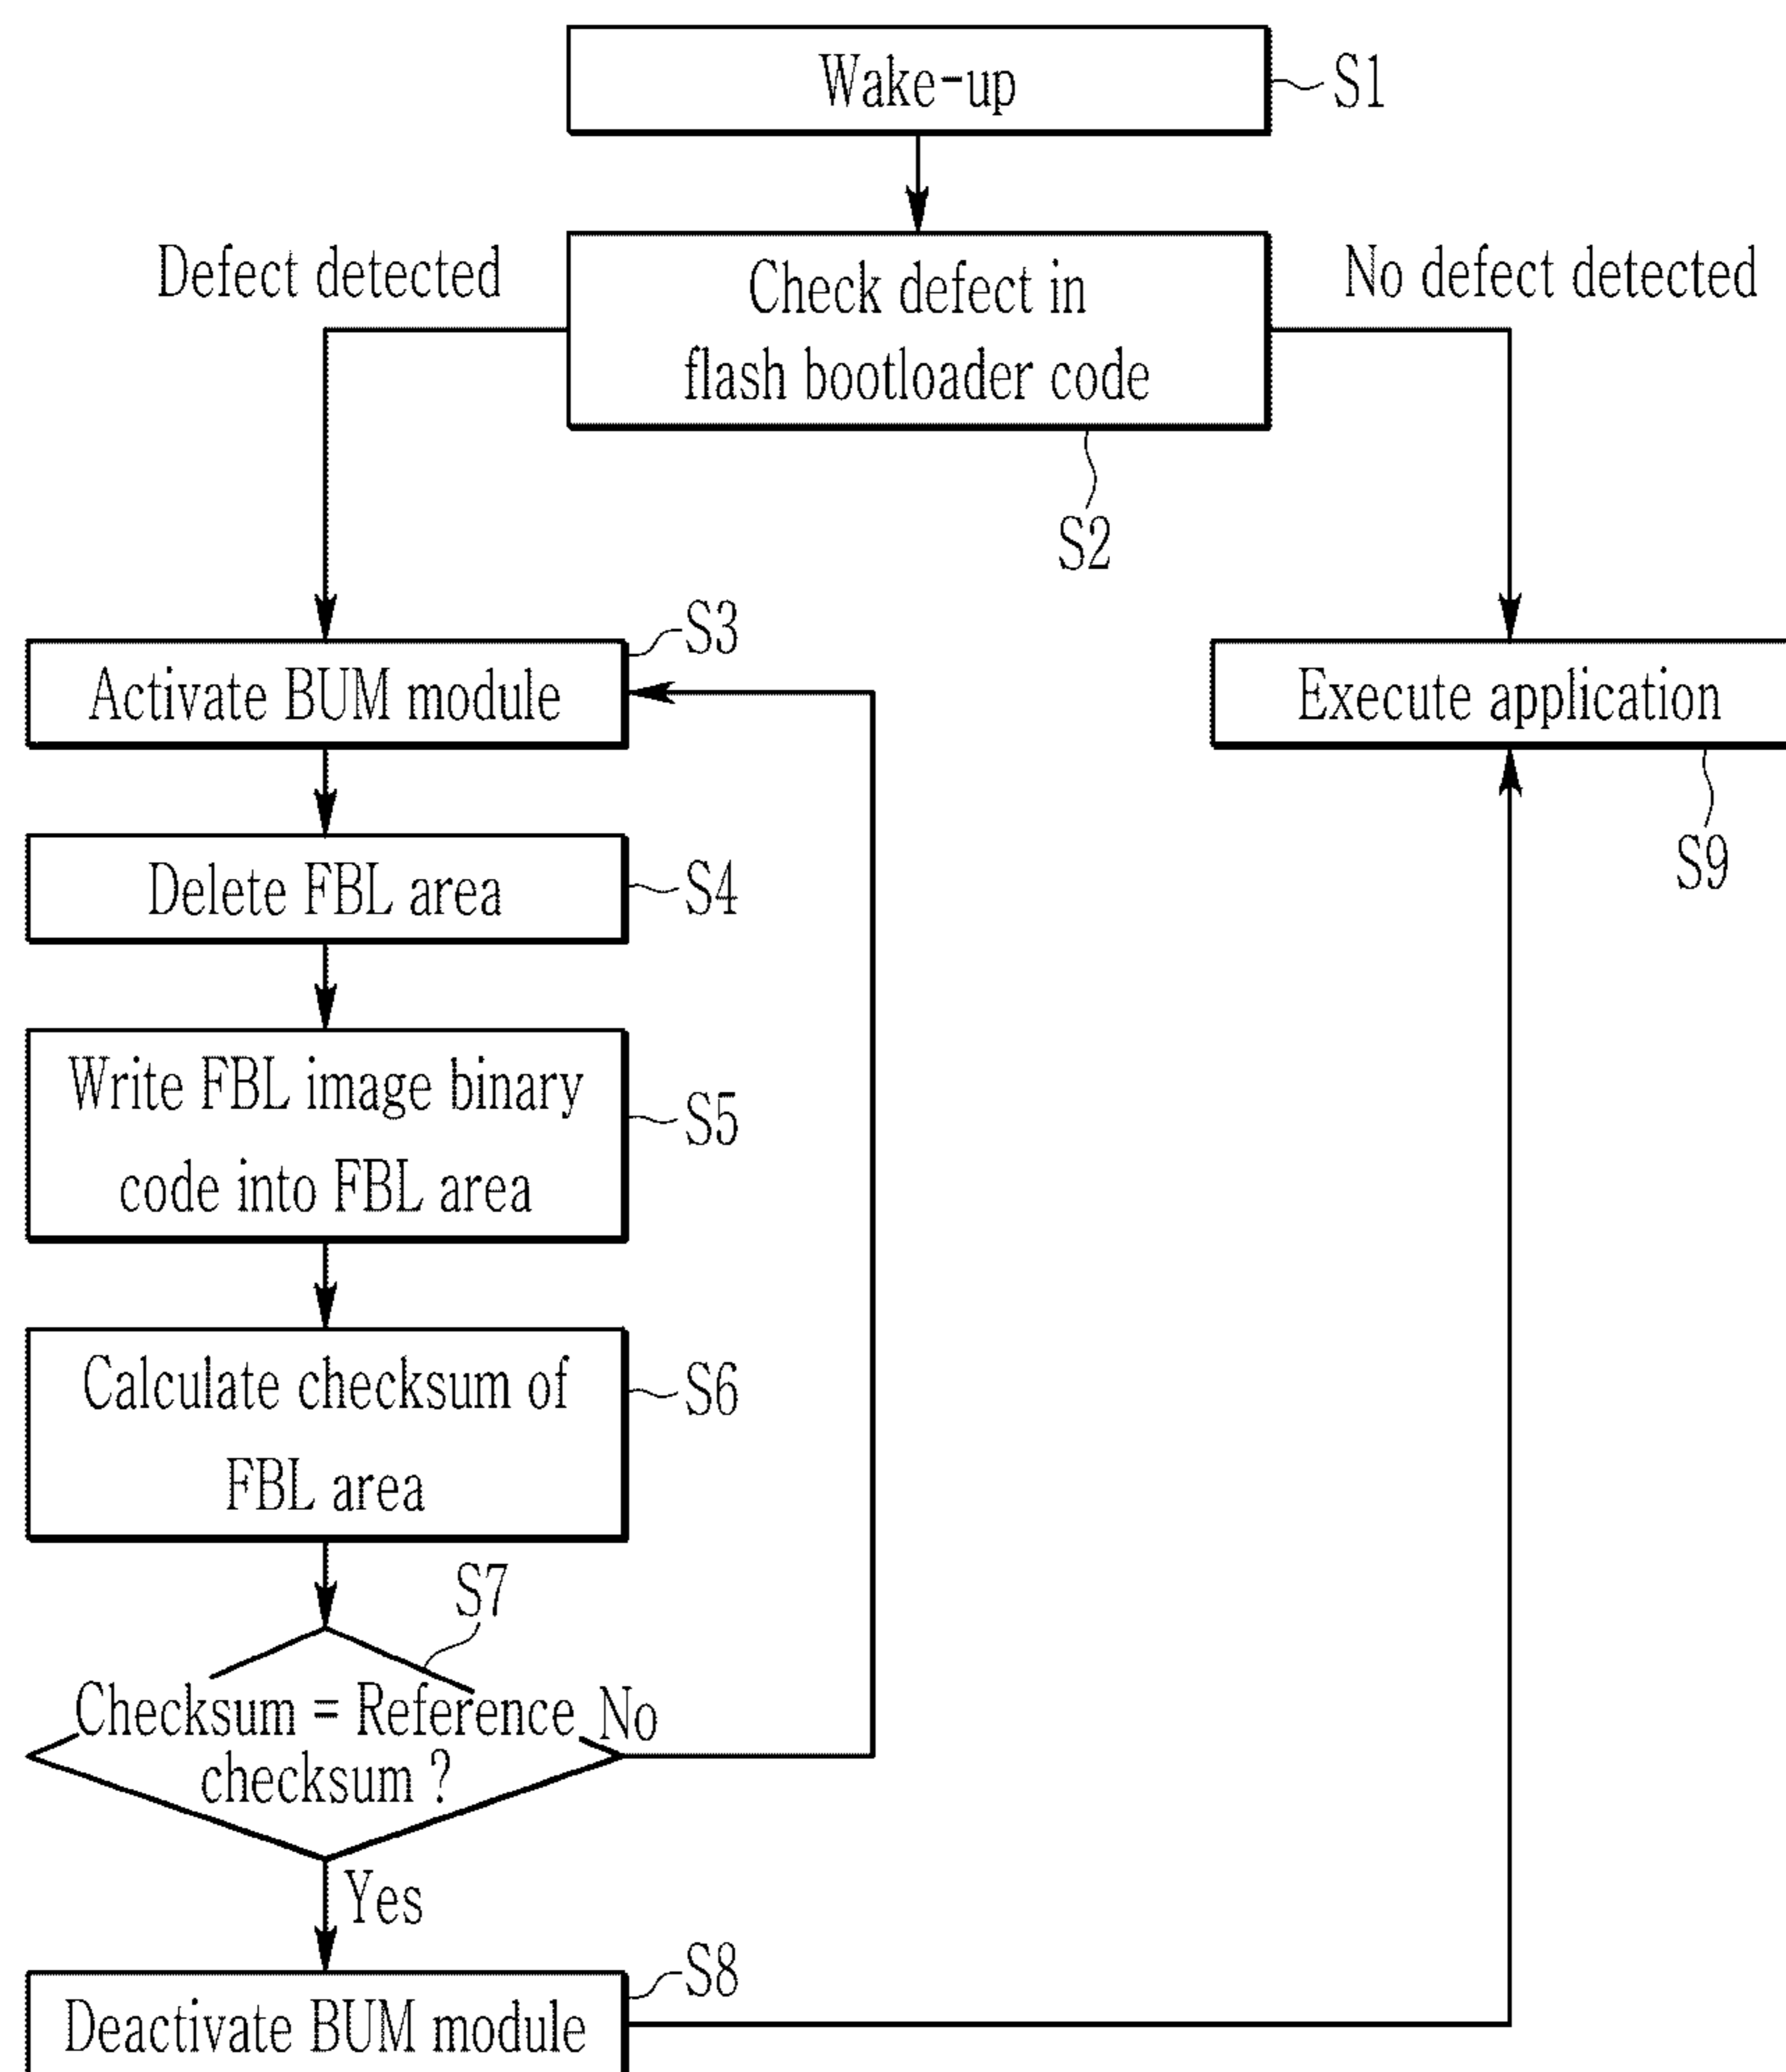 Wake-up
S1
Defect detected
Check defect in
flash bootloader code
No defect detected
S2
S3
Activate BUM module
Execute application
S9
Delete FBL area
S4
Write FBL image binary
code into FBL area
S5
Calculate checksum of
FBL area
S6
S7
Checksum = Reference
checksum ?
No
Yes
S8
Deactivate BUM module